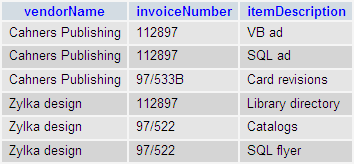 vendorName invoiceNumber itemDescription
Cahners Publishing 112897 VB ad
Cahners Publishing 112897 SQL ad
Cahners Publishing 97/533B Card revisions
Zylka design 112897 Library directory
Zylka design 97/522 Catalogs
Zylka design 97/522 SQL flyer